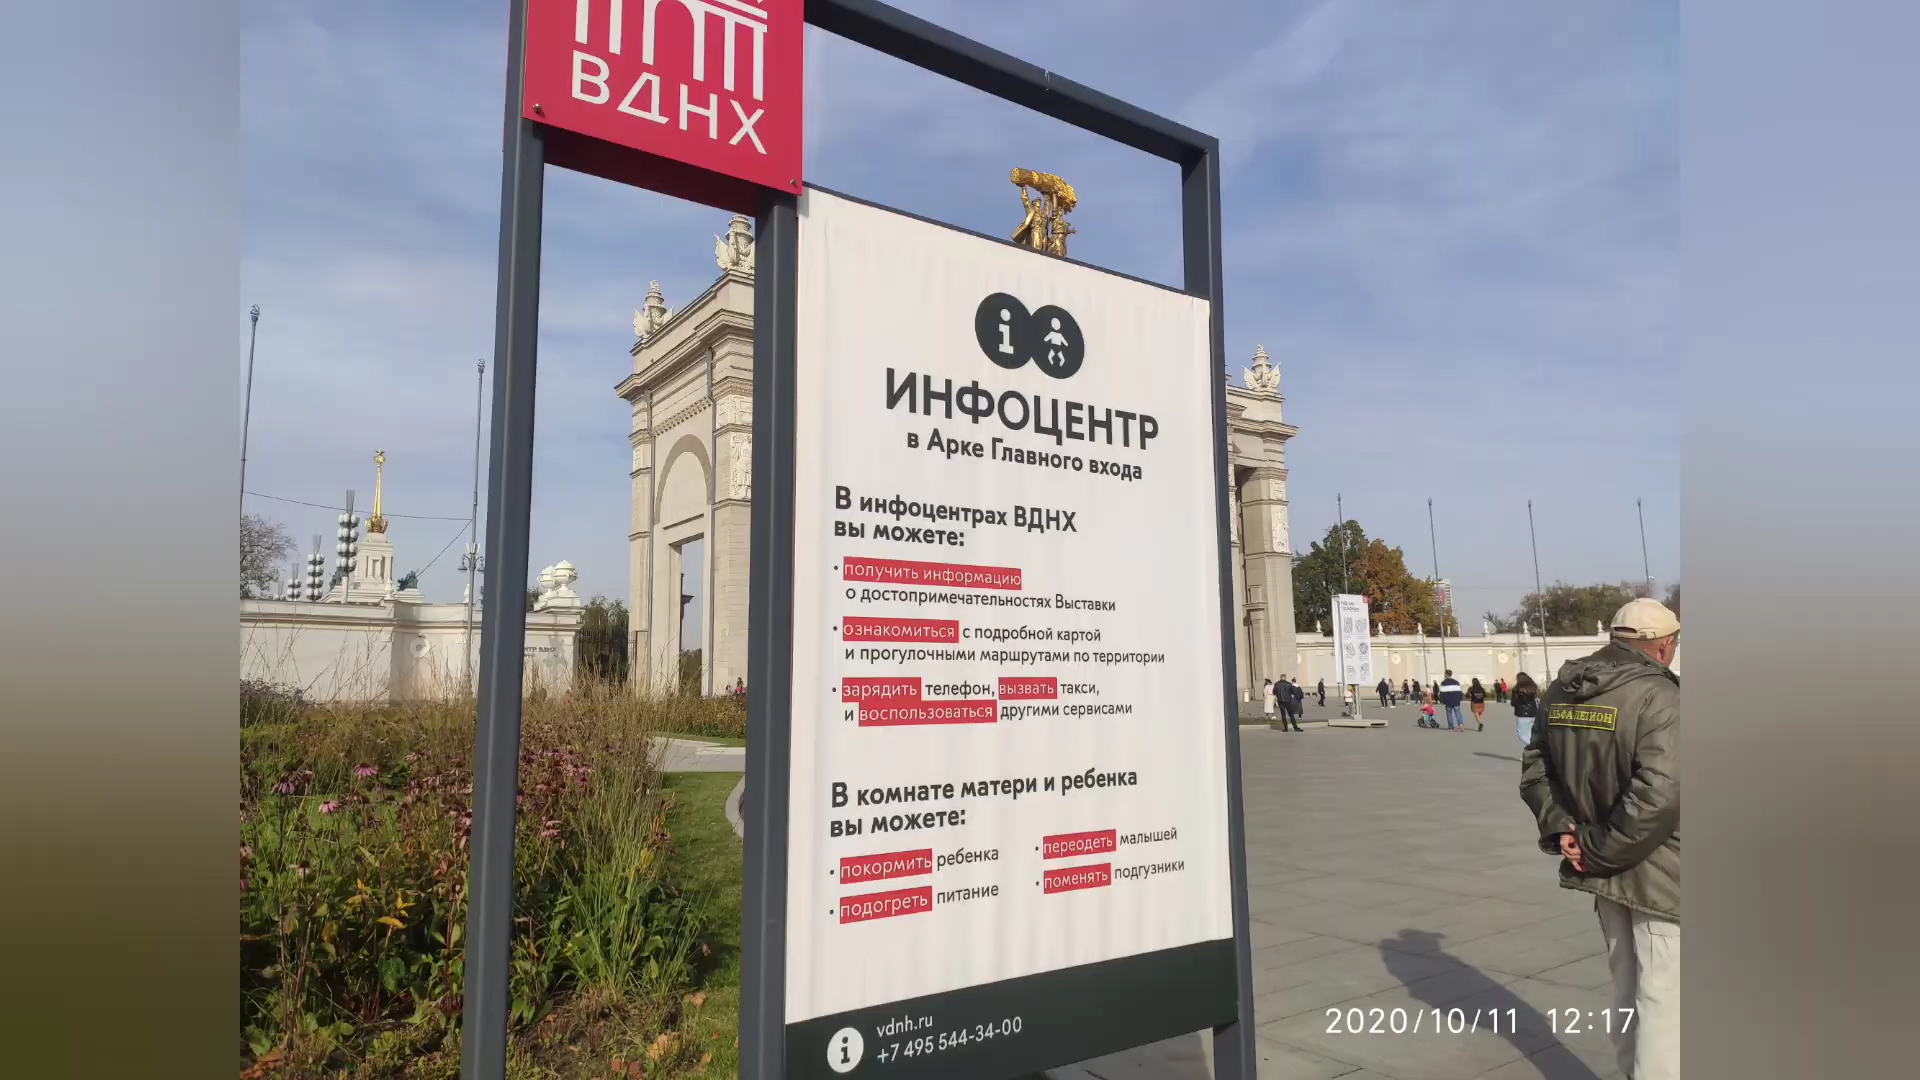 ВДНХ
ИНФОЦЕНТР
в Арке Главного входа
В инфоцентрах ВДНХ
вы можете:
• получить информацию
о достопримечательностях Выставки
• ознакомиться с подробной картой
и прогулочными маршрутами по территории
• зарядить телефон, вызвать такси,
и воспользоваться другими сервисами
В комнате матери и ребенка
вы можете:
• покормить ребенка
• подогреть питание
• переодеть малышей
• поменять подгузники
i vdnh.ru
+7 495 544-34-00
ЛЬФАЛЕГИОН
2020/10/11 12:17